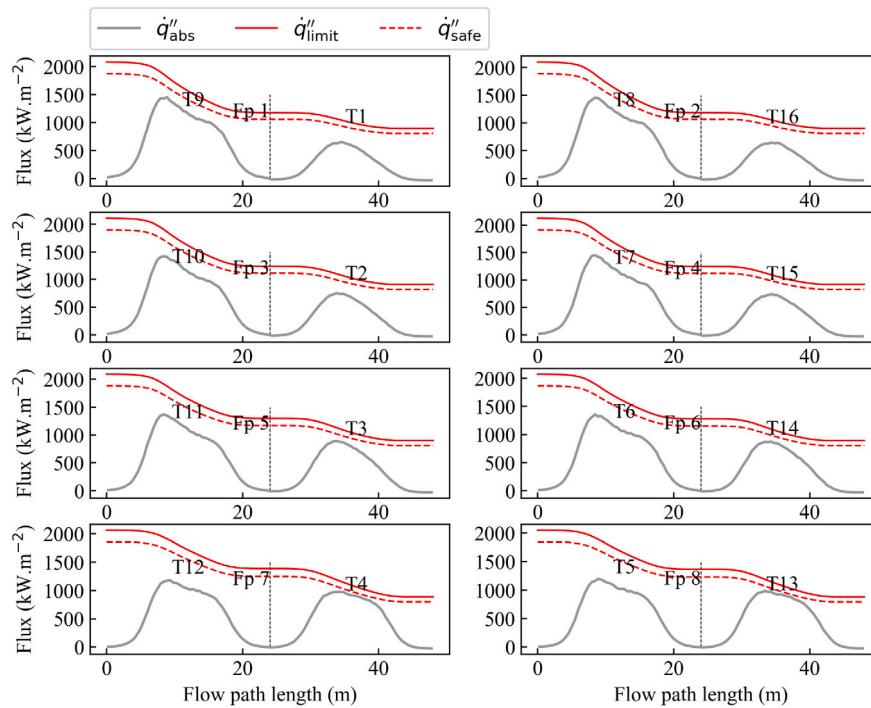 q̇″abs q̇″limit q̇″safe
Flux (kW.m⁻²) 2000 1500 1000 500 0 T9 Fp 1 T1 0 20 40
2000 1500 1000 500 0 T8 Fp 2 T16 0 20 40
Flux (kW.m⁻²) 2000 1500 1000 500 0 T10 Fp 3 T2 0 20 40
2000 1500 1000 500 0 T7 Fp 4 T15 0 20 40
Flux (kW.m⁻²) 2000 1500 1000 500 0 T11 Fp 5 T3 0 20 40
2000 1500 1000 500 0 T6 Fp 6 T14 0 20 40
Flux (kW.m⁻²) 2000 1500 1000 500 0 T12 Fp 7 T4 0 20 40
2000 1500 1000 500 0 T5 Fp 8 T13 0 20 40
Flow path length (m) Flow path length (m)